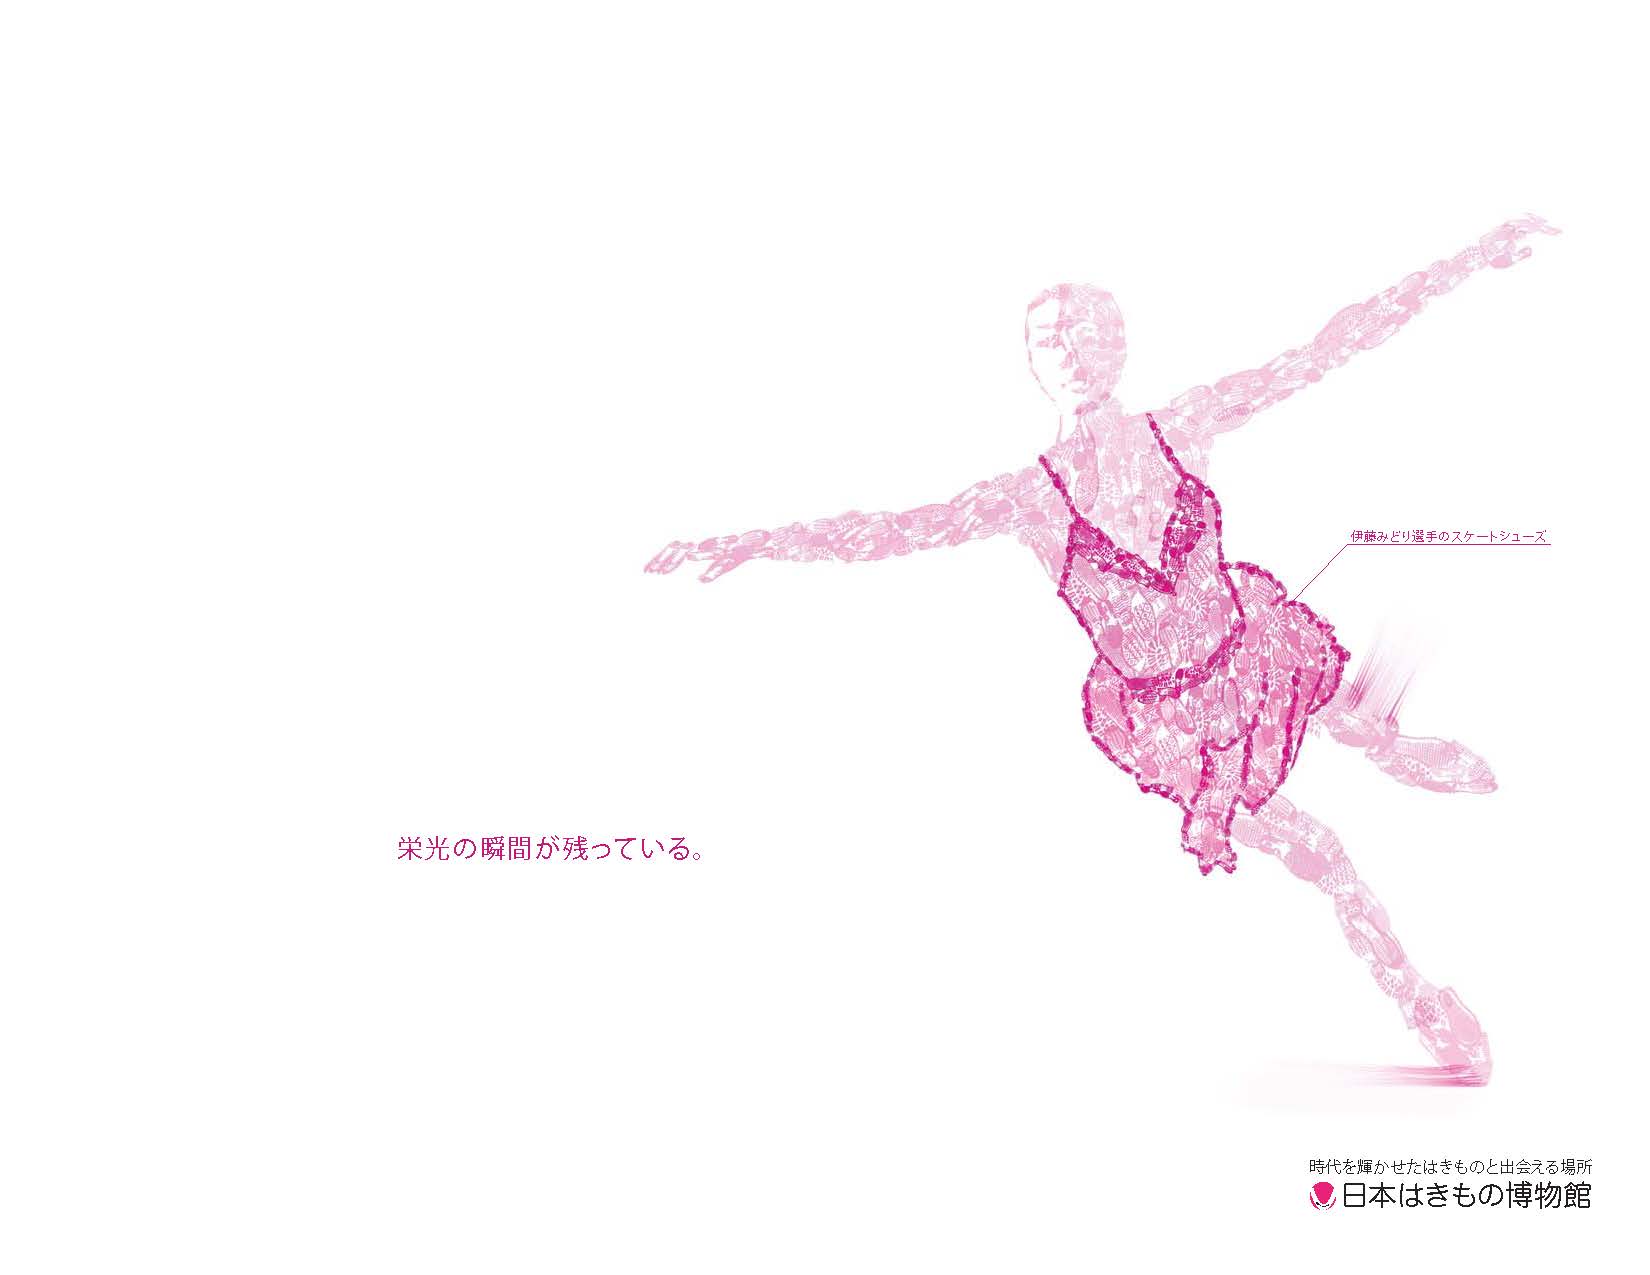 伊藤みどり選手のスケートシューズ
栄光の瞬間が残っている。
時代を輝かせたはきものと出会える場所
日本はきもの博物館